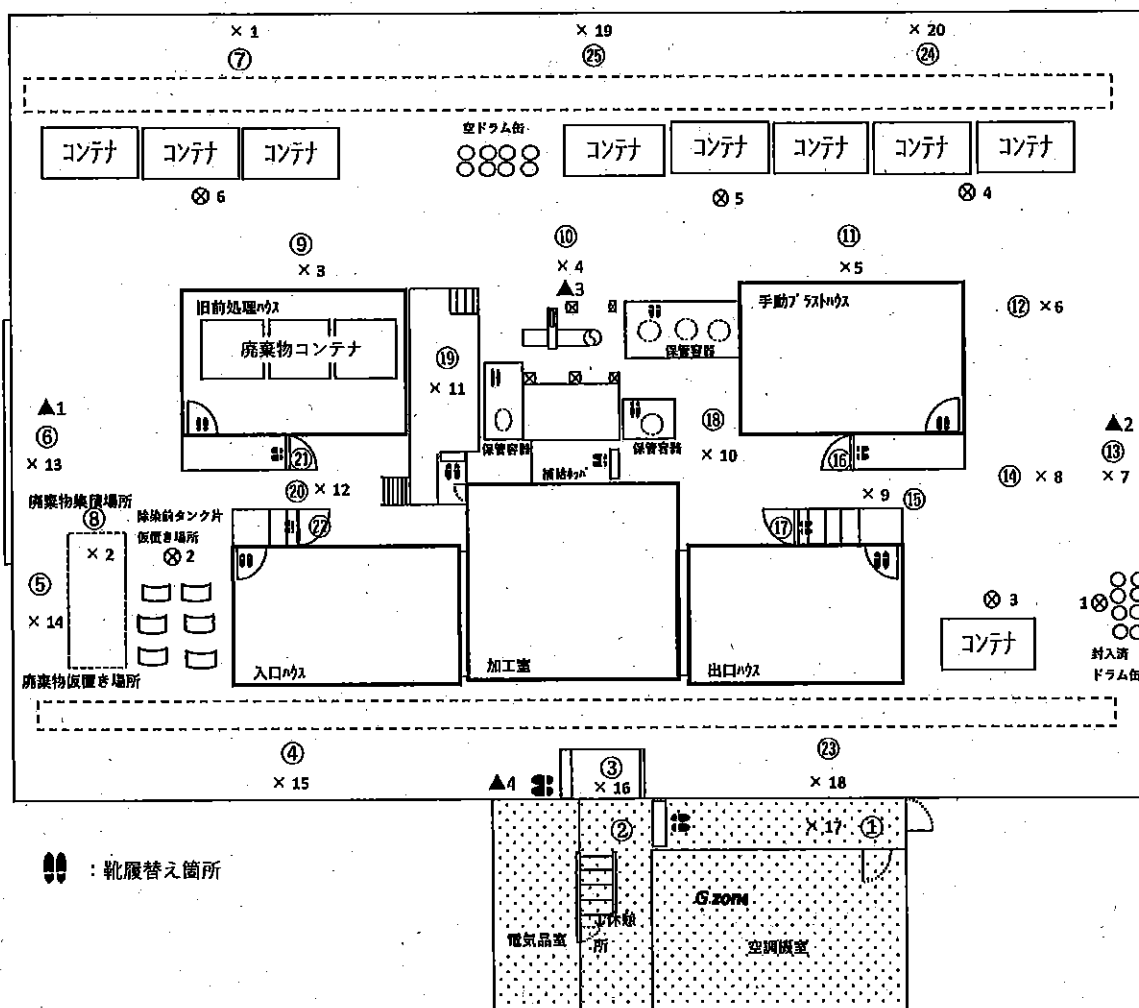 × 1
× 19
× 20
⑦
㉕
㉔
コンテナ
コンテナ
コンテナ
空ドラム缶
コンテナ
コンテナ
コンテナ
コンテナ
コンテナ
⊗ 6
⊗ 5
⊗ 4
⑨
× 3
⑩
× 4
▲3
⑪
×5
旧前処理ハウス
廃棄物コンテナ
⑲
× 11
保管容器
手動ブラストハウス
⑫ × 6
▲1
⑥
× 13
保管容器
保管容器
⑱
× 10
▲2
⑬
× 7
㉑
⑯
⑭ × 8
⑳ × 12
× 9
⑮
廃棄物集積場所
⑧
× 2
除染前タンク片
仮置き場所
⊗ 2
㉒
⑰
⑤
× 14
⊗ 3
1 ⊗
コンテナ
封入済
ドラム缶
廃棄物仮置き場所
入口ハウス
加工室
出口ハウス
④
× 15
▲4
③
× 16
㉓
× 18
②
× 17
①
：靴履替え箇所
G zone
電気品室
休憩
所
空調機室